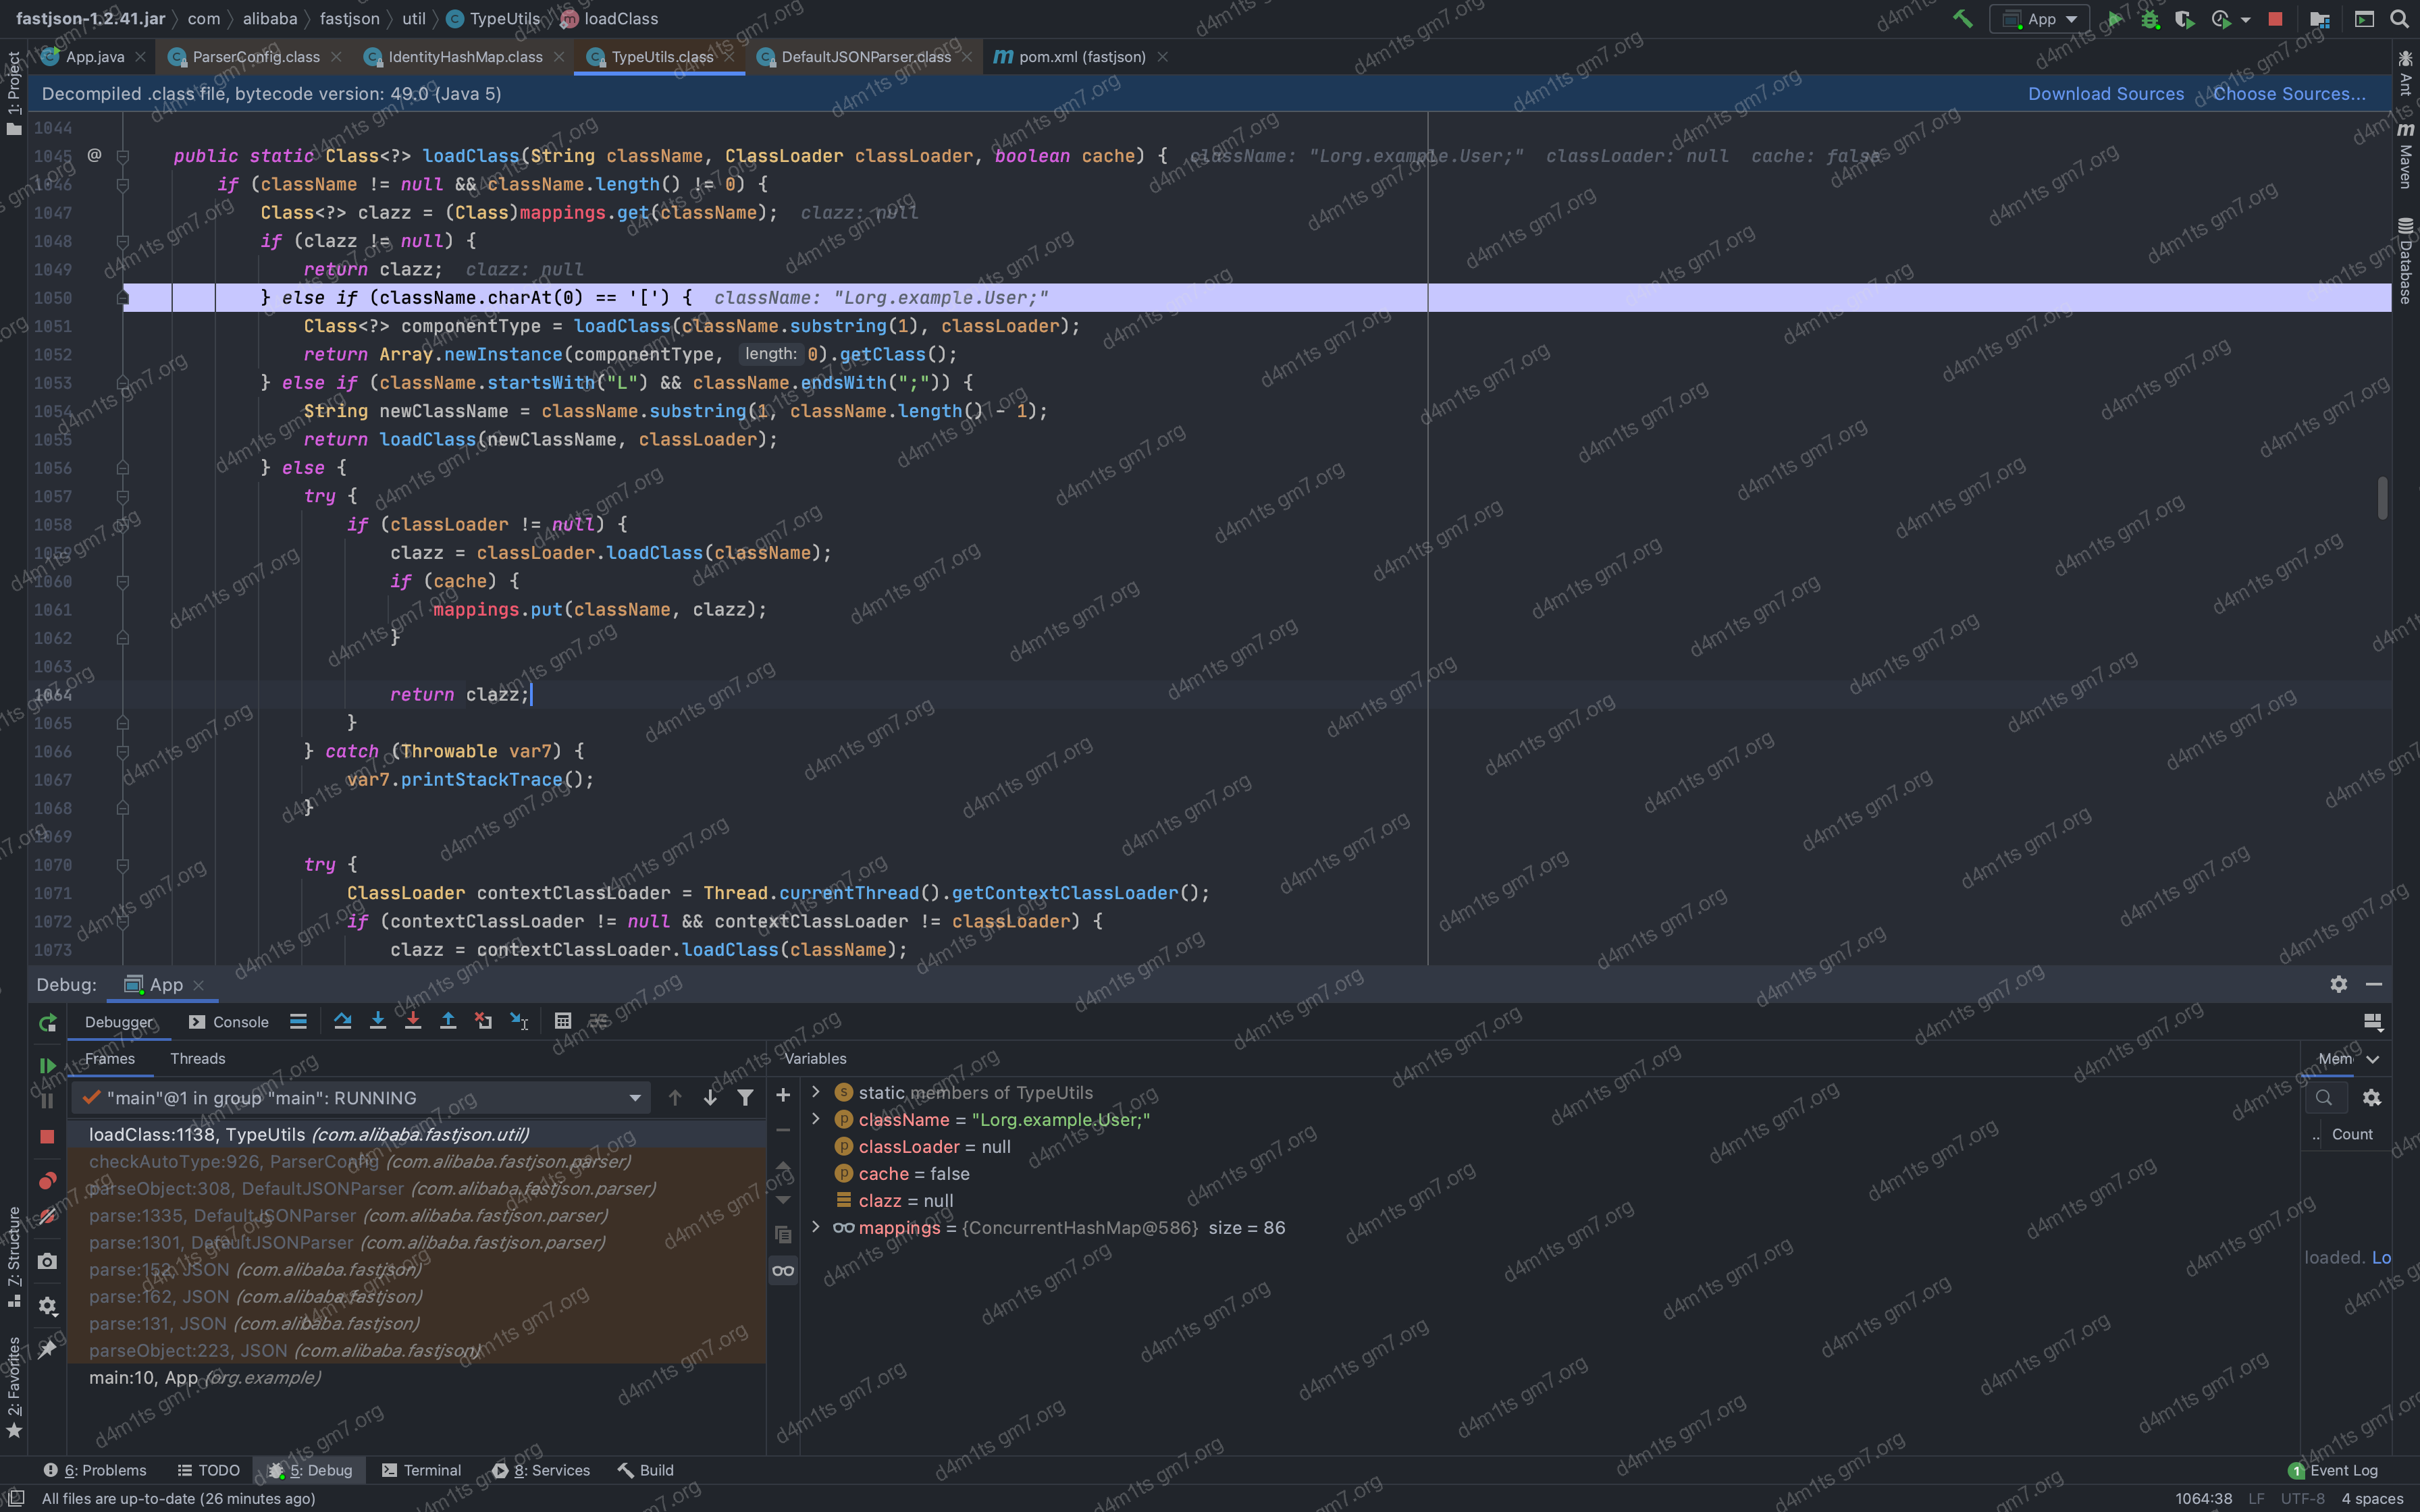 fastjson-1.2.41.jar com alibaba fastjson util TypeUtils loadClass
App
App.java ParserConfig.class IdentityHashMap.class TypeUtils.class DefaultJSONParser.class pom.xml (fastjson)
Decompiled .class file, bytecode version: 49.0 (Java 5) Download Sources Choose Sources...
1044
1045 @ public static Class<?> loadClass(String className, ClassLoader classLoader, boolean cache) { className: "Lorg.example.User;" classLoader: null cache: false
1046 if (className != null && className.length() != 0) {
1047 Class<?> clazz = (Class)mappings.get(className); clazz: null
1048 if (clazz != null) {
1049 return clazz; clazz: null
1050 } else if (className.charAt(0) == '[') { className: "Lorg.example.User;"
1051 Class<?> componentType = loadClass(className.substring(1), classLoader);
1052 return Array.newInstance(componentType, length: 0).getClass();
1053 } else if (className.startsWith("L") && className.endsWith(";")) {
1054 String newClassName = className.substring(1, className.length() - 1);
1055 return loadClass(newClassName, classLoader);
1056 } else {
1057 try {
1058 if (classLoader != null) {
1059 clazz = classLoader.loadClass(className);
1060 if (cache) {
1061 mappings.put(className, clazz);
1062 }
1063
1064 return clazz;
1065 }
1066 } catch (Throwable var7) {
1067 var7.printStackTrace();
1068 }
1069
1070 try {
1071 ClassLoader contextClassLoader = Thread.currentThread().getContextClassLoader();
1072 if (contextClassLoader != null && contextClassLoader != classLoader) {
1073 clazz = contextClassLoader.loadClass(className);
1: Project
7: Structure
2: Favorites
Ant
Maven
Database
Debug: App
Debugger Console
Frames Threads
"main"@1 in group "main": RUNNING
loadClass:1138, TypeUtils (com.alibaba.fastjson.util)
checkAutoType:926, ParserConfig (com.alibaba.fastjson.parser)
parseObject:308, DefaultJSONParser (com.alibaba.fastjson.parser)
parse:1335, DefaultJSONParser (com.alibaba.fastjson.parser)
parse:1301, DefaultJSONParser (com.alibaba.fastjson.parser)
parse:152, JSON (com.alibaba.fastjson)
parse:162, JSON (com.alibaba.fastjson)
parse:131, JSON (com.alibaba.fastjson)
parseObject:223, JSON (com.alibaba.fastjson)
main:10, App (org.example)
Variables
static members of TypeUtils
className = "Lorg.example.User;"
classLoader = null
cache = false
clazz = null
mappings = {ConcurrentHashMap@586} size = 86
Mem
.. Count
loaded. Lo
6: Problems TODO 5: Debug Terminal 8: Services Build 1 Event Log
All files are up-to-date (26 minutes ago) 1064:38 LF UTF-8 4 spaces
d4m1ts gm7.org